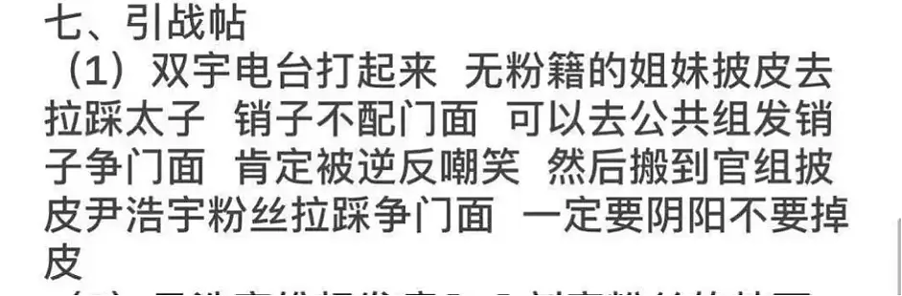 七、引战帖
（1）双宇电台打起来 无粉籍的姐妹披皮去
拉踩太子 销子不配门面 可以去公共组发销
子争门面 肯定被逆反嘲笑 然后搬到官组披
皮尹浩宇粉丝拉踩争门面 一定要阴阳不要掉
皮